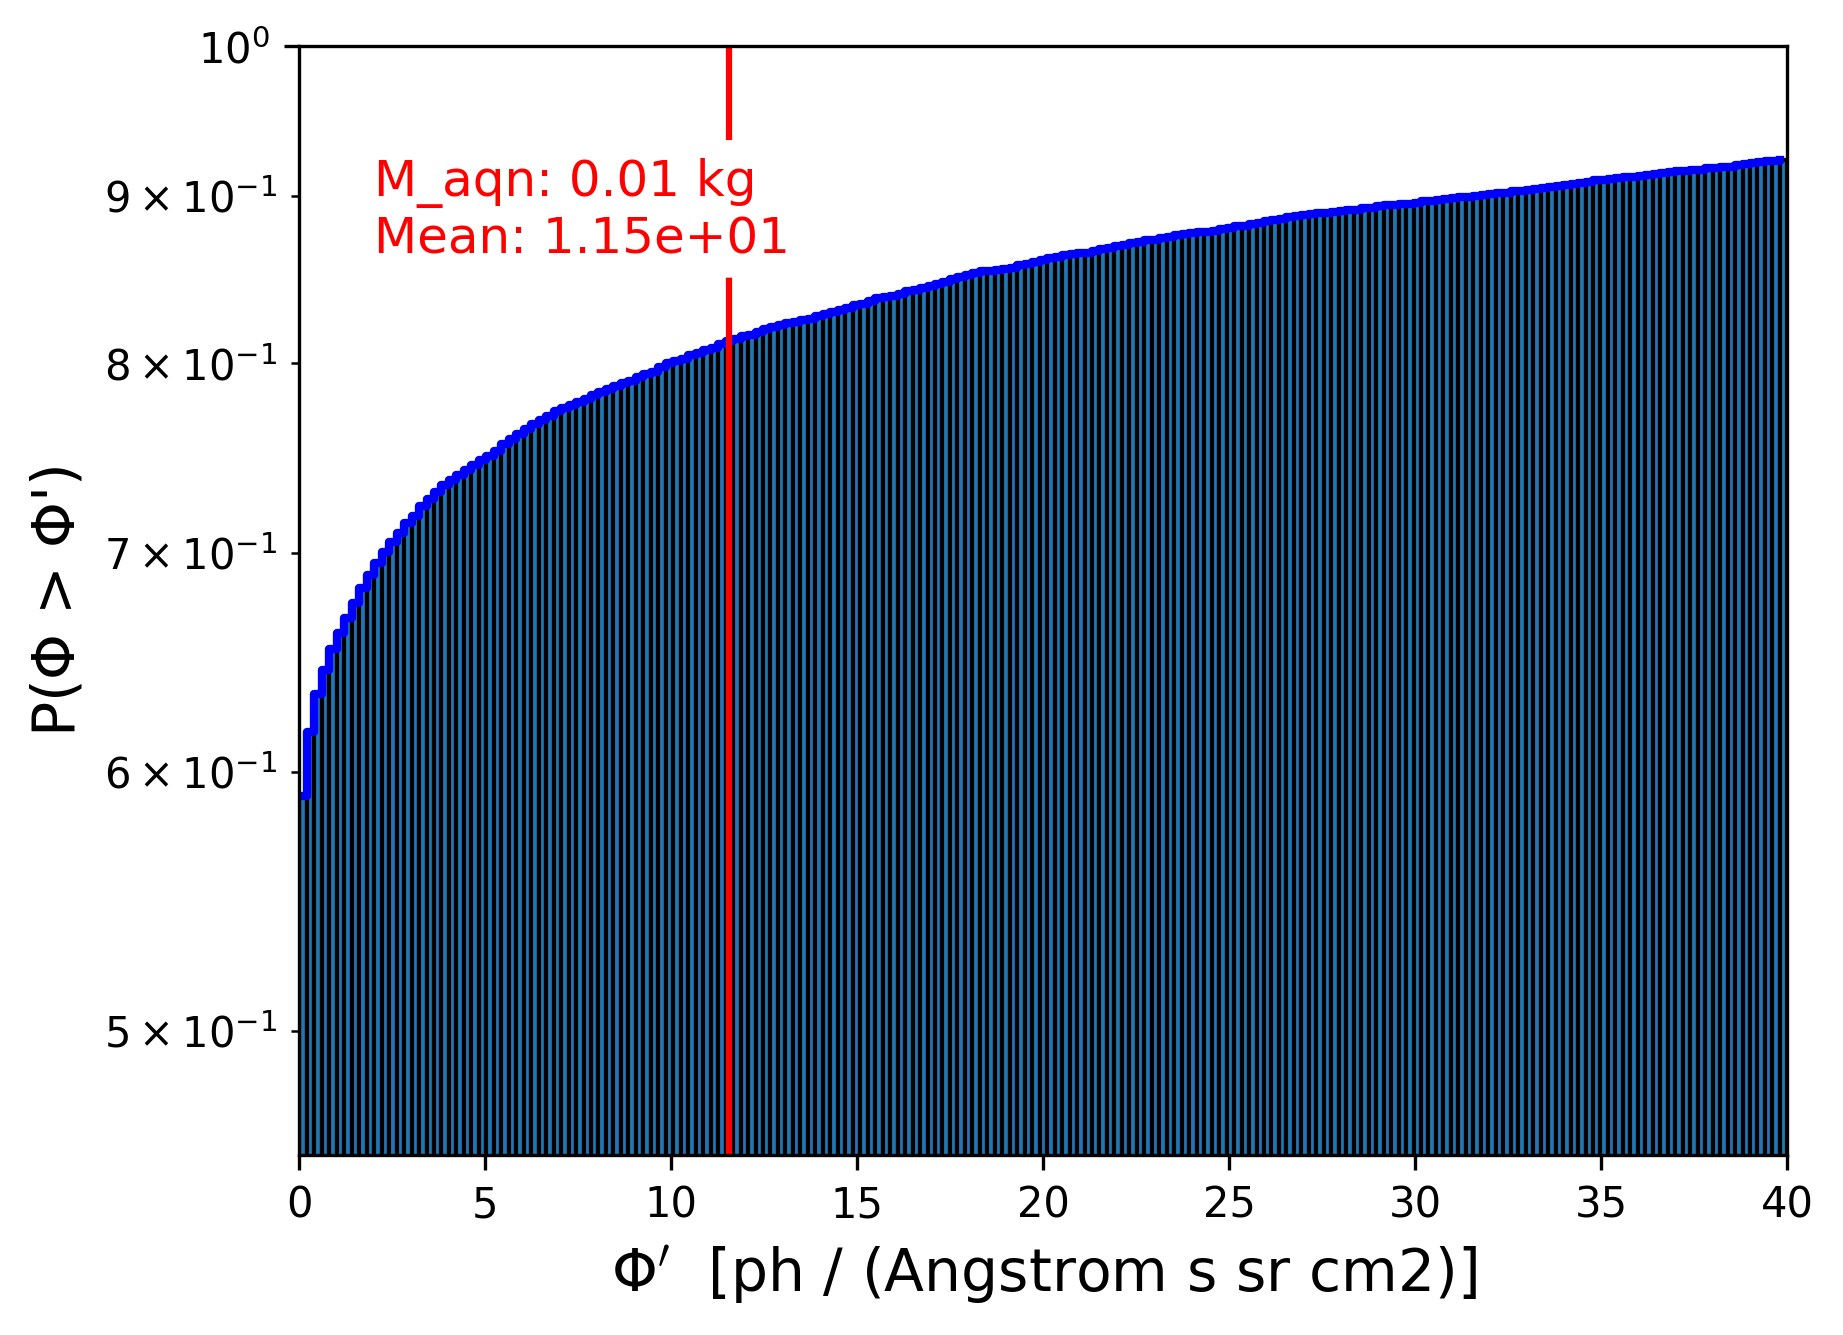 10⁰
9 × 10⁻¹
8 × 10⁻¹
7 × 10⁻¹
6 × 10⁻¹
5 × 10⁻¹
P(Φ > Φ')
M_aqn: 0.01 kg
Mean: 1.15e+01
0 5 10 15 20 25 30 35 40
Φ′ [ph / (Angstrom s sr cm2)]